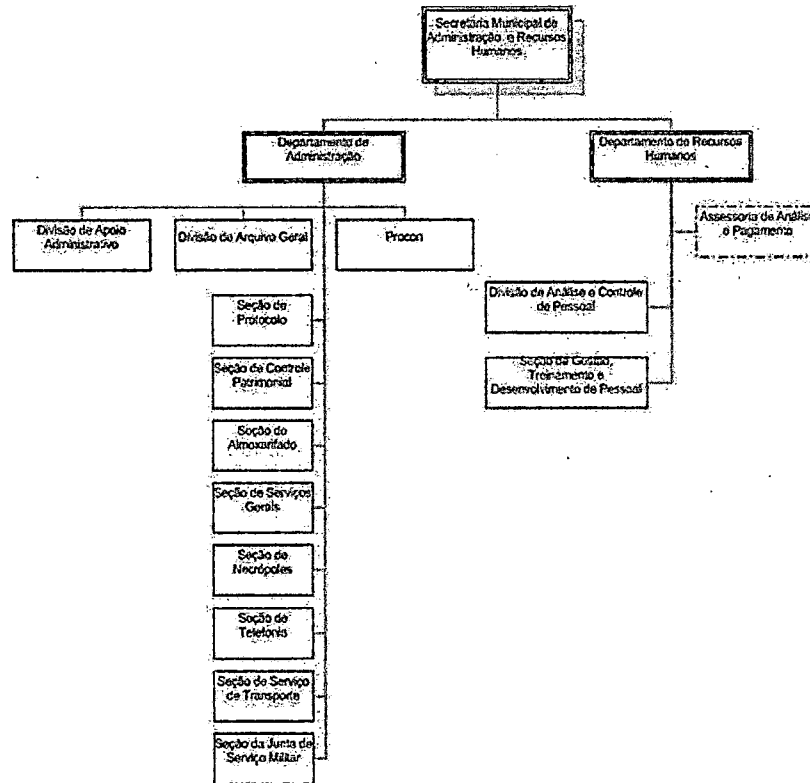 Secretaria Municipal de
Administração e Recursos
Humanos
Departamento de
Administração
Departamento de Recursos
Humanos
Divisão de Apoio
Administrativo
Divisão de Arquivo Geral
Procon
Assessoria de Análise
e Pagamento
Seção de
Protocolo
Divisão de Análise e Controle
de Pessoal
Seção de Controle
Patrimonial
Seção de Gestão,
Treinamento e
Desenvolvimento de Pessoal
Seção de
Almoxarifado
Seção de Serviços
Gerais
Seção de
Necrópoles
Seção de
Telefonia
Seção de Serviço
de Transporte
Seção da Junta de
Serviço Militar